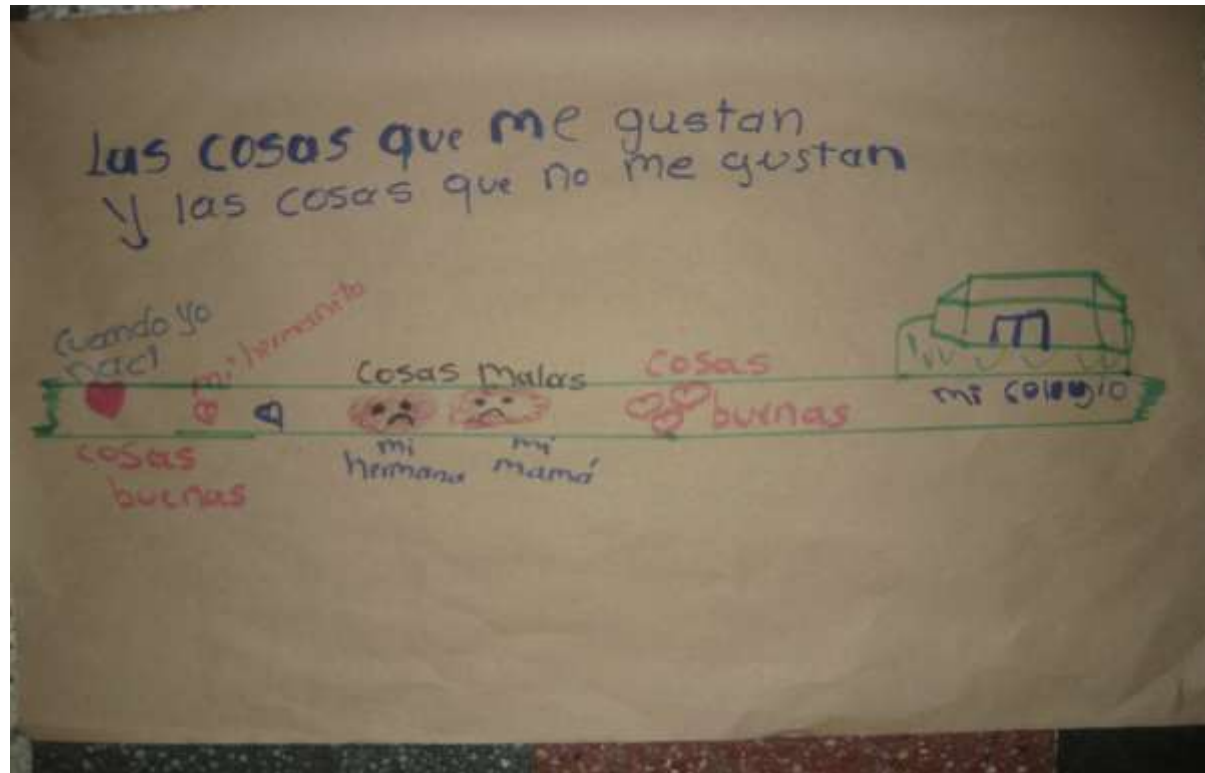 las cosas que me gustan
y las cosas que no me gustan
cuando yo
nací
mi hermanito
cosas
buenas
cosas malas
mi
hermana
mi
mamá
cosas
buenas
mi colegio